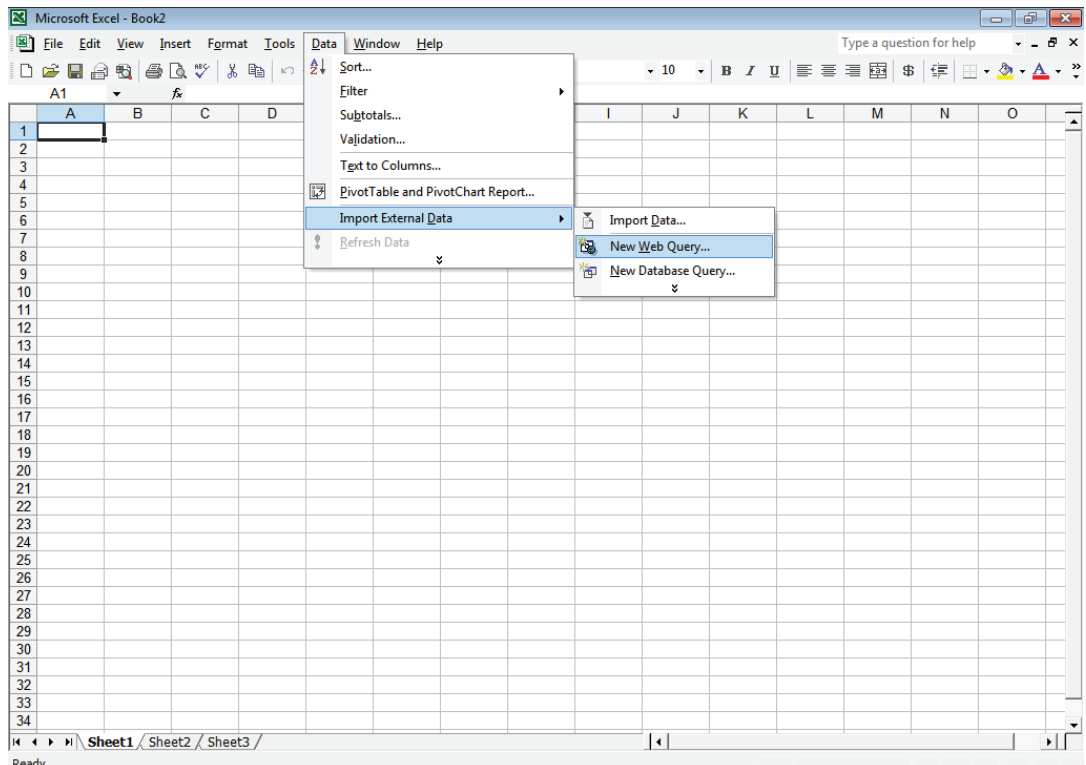 Microsoft Excel - Book2
File Edit View Insert Format Tools Data Window Help Type a question for help
10 B I U $ A
A1 fx
Sort...
Filter
Subtotals...
Validation...
Text to Columns...
PivotTable and PivotChart Report...
Import External Data
Refresh Data
Import Data...
New Web Query...
New Database Query...
A B C D I J K L M N O
1
2
3
4
5
6
7
8
9
10
11
12
13
14
15
16
17
18
19
20
21
22
23
24
25
26
27
28
29
30
31
32
33
34
Sheet1 Sheet2 Sheet3
Ready